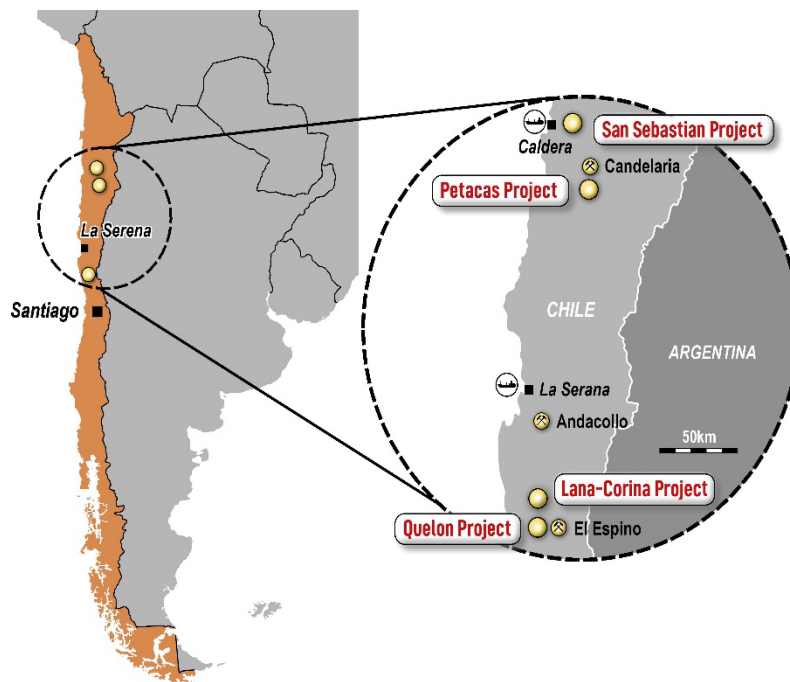 La Serena
Santiago
Caldera
San Sebastian Project
Candelaria
Petacas Project
CHILE
ARGENTINA
La Serana
Andacollo
50km
Lana-Corina Project
Quelon Project
El Espino